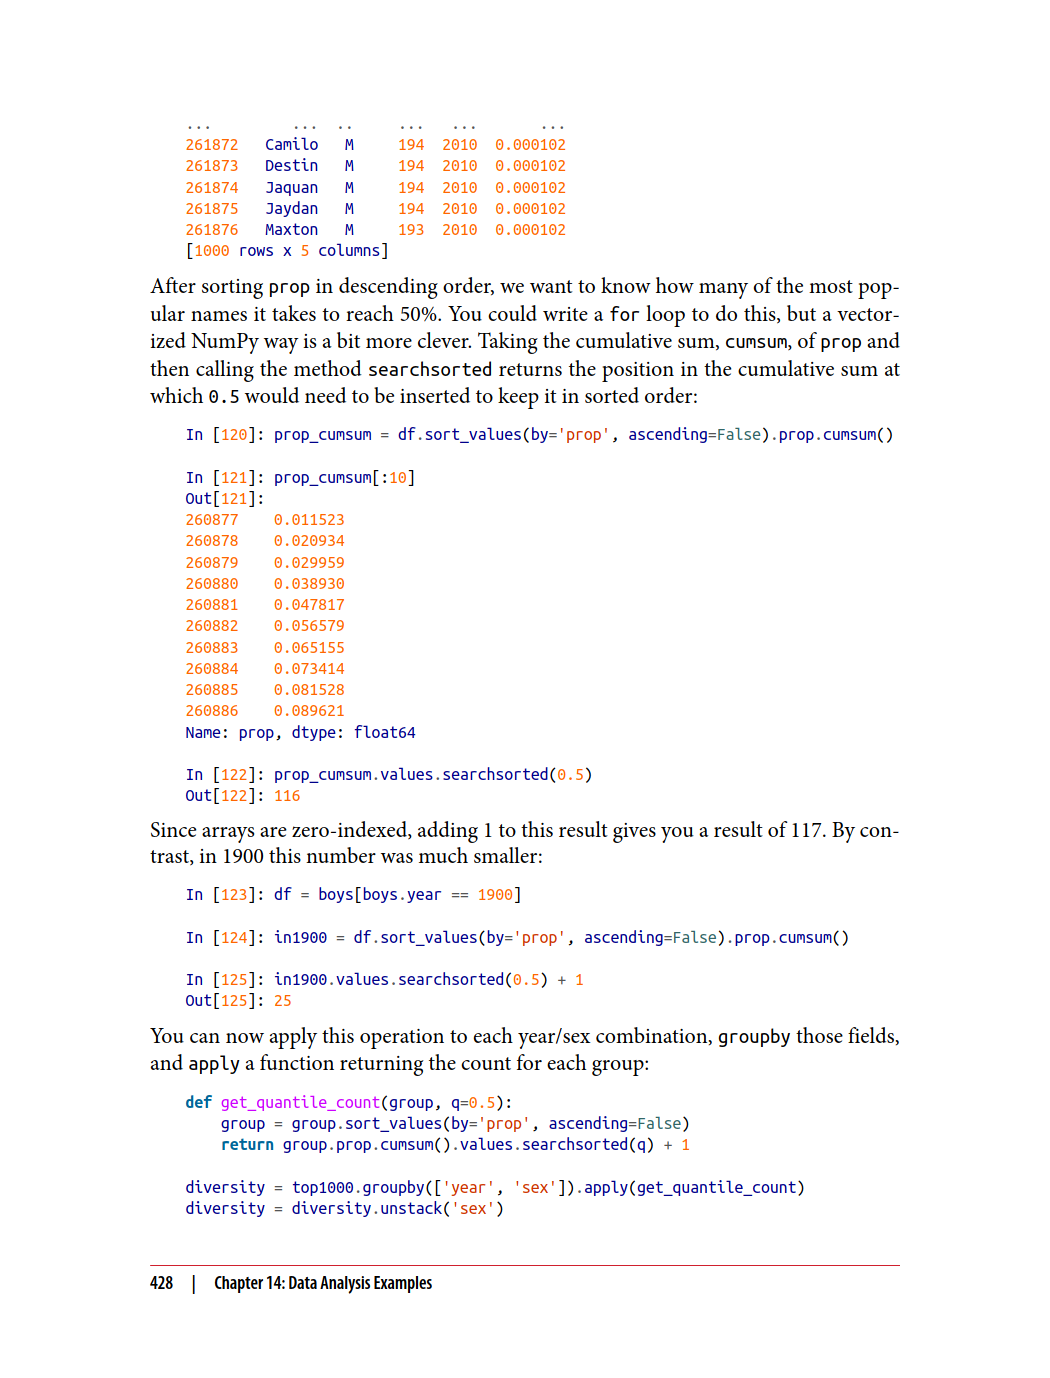 ...         ...  ..     ...   ...       ...
261872   Camilo   M     194  2010  0.000102
261873   Destin   M     194  2010  0.000102
261874   Jaquan   M     194  2010  0.000102
261875   Jaydan   M     194  2010  0.000102
261876   Maxton   M     193  2010  0.000102
[1000 rows x 5 columns]
After sorting prop in descending order, we want to know how many of the most pop-
ular names it takes to reach 50%. You could write a for loop to do this, but a vector-
ized NumPy way is a bit more clever. Taking the cumulative sum, cumsum, of prop and
then calling the method searchsorted returns the position in the cumulative sum at
which 0.5 would need to be inserted to keep it in sorted order:
In [120]: prop_cumsum = df.sort_values(by='prop', ascending=False).prop.cumsum()
In [121]: prop_cumsum[:10]
Out[121]:
260877    0.011523
260878    0.020934
260879    0.029959
260880    0.038930
260881    0.047817
260882    0.056579
260883    0.065155
260884    0.073414
260885    0.081528
260886    0.089621
Name: prop, dtype: float64
In [122]: prop_cumsum.values.searchsorted(0.5)
Out[122]: 116
Since arrays are zero-indexed, adding 1 to this result gives you a result of 117. By con-
trast, in 1900 this number was much smaller:
In [123]: df = boys[boys.year == 1900]
In [124]: in1900 = df.sort_values(by='prop', ascending=False).prop.cumsum()
In [125]: in1900.values.searchsorted(0.5) + 1
Out[125]: 25
You can now apply this operation to each year/sex combination, groupby those fields,
and apply a function returning the count for each group:
def get_quantile_count(group, q=0.5):
    group = group.sort_values(by='prop', ascending=False)
    return group.prop.cumsum().values.searchsorted(q) + 1
diversity = top1000.groupby(['year', 'sex']).apply(get_quantile_count)
diversity = diversity.unstack('sex')
428 | Chapter 14: Data Analysis Examples